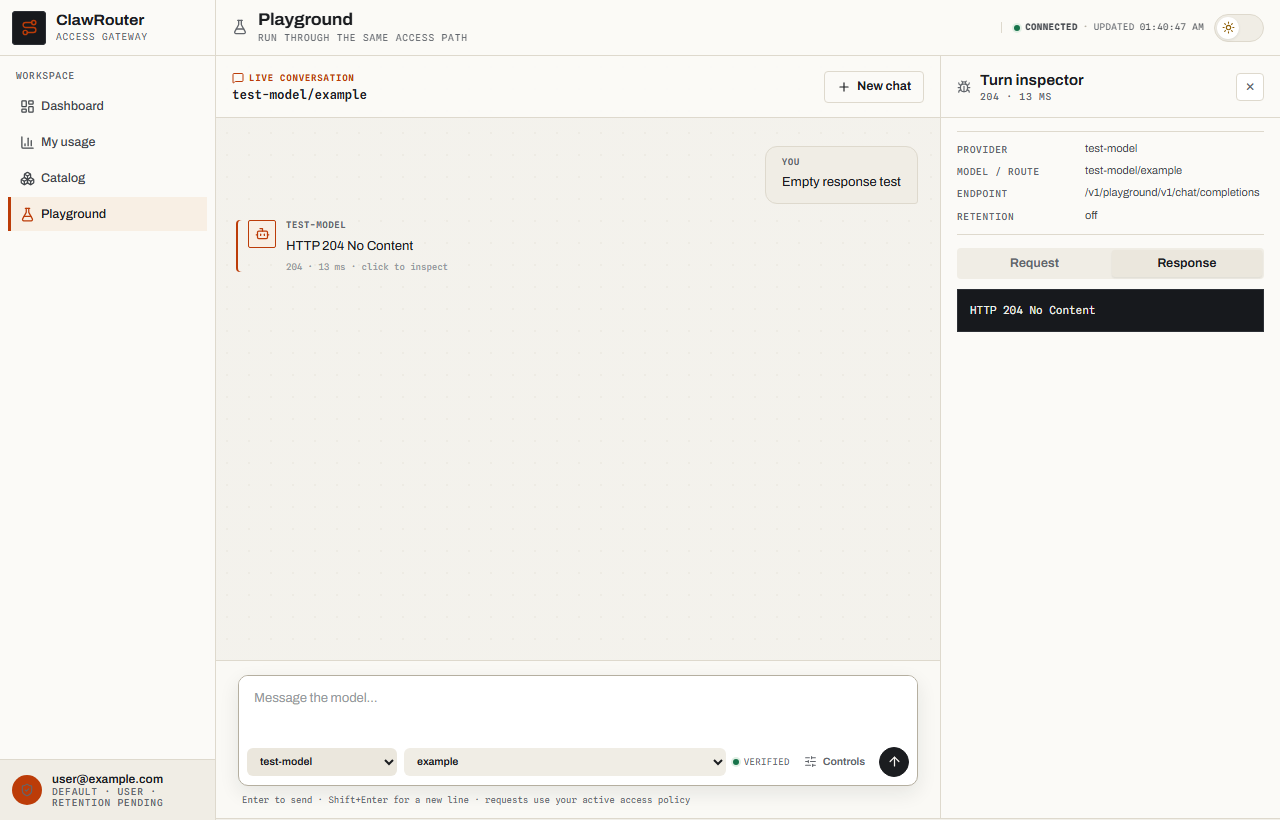 ClawRouter
ACCESS GATEWAY
WORKSPACE
Dashboard
My usage
Catalog
Playground
user@example.com
DEFAULT · USER ·
RETENTION PENDING
Playground
RUN THROUGH THE SAME ACCESS PATH
CONNECTED · UPDATED 01:40:47 AM
LIVE CONVERSATION
test-model/example
New chat
YOU
Empty response test
TEST-MODEL
HTTP 204 No Content
204 · 13 ms · click to inspect
Message the model...
test-model
example
VERIFIED
Controls
Enter to send · Shift+Enter for a new line · requests use your active access policy
Turn inspector
204 · 13 MS
PROVIDER test-model
MODEL / ROUTE test-model/example
ENDPOINT /v1/playground/v1/chat/completions
RETENTION off
Request Response
HTTP 204 No Content